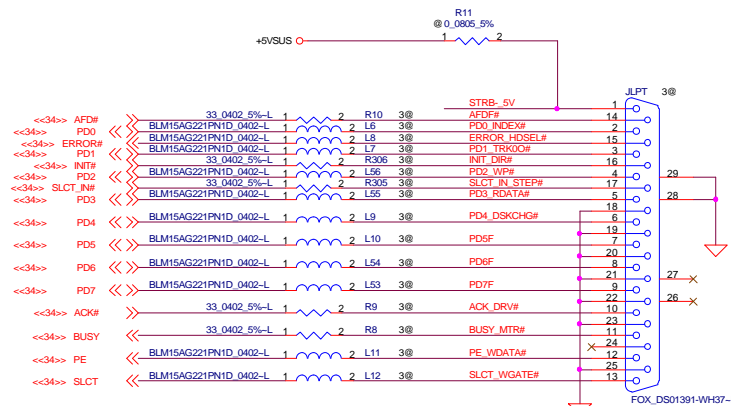 R11
@ 0_0805_5%
+5VSUS 1 2
JLPT 3@
STRB-_5V 1
<<34>> AFD# 33_0402_5%-L 1 2 R10 3@ AFDF# 14
<<34>> PD0 BLM15AG221PN1D_0402-L 1 2 L6 3@ PD0_INDEX# 2
<<34>> ERROR# BLM15AG221PN1D_0402-L 1 2 L8 3@ ERROR_HDSEL# 15
<<34>> PD1 BLM15AG221PN1D_0402-L 1 2 L7 3@ PD1_TRK0O# 3
<<34>> INIT# 33_0402_5%-L 1 2 R306 3@ INIT_DIR# 16
<<34>> PD2 BLM15AG221PN1D_0402-L 1 2 L56 3@ PD2_WP# 4 29
<<34>> SLCT_IN# 33_0402_5%-L 1 2 R305 3@ SLCT_IN_STEP# 17
<<34>> PD3 BLM15AG221PN1D_0402-L 1 2 L55 3@ PD3_RDATA# 5 28
18
<<34>> PD4 BLM15AG221PN1D_0402-L 1 2 L9 3@ PD4_DSKCHG# 6
19
<<34>> PD5 BLM15AG221PN1D_0402-L 1 2 L10 3@ PD5F 7
20
<<34>> PD6 BLM15AG221PN1D_0402-L 1 2 L54 3@ PD6F 8
21 27
<<34>> PD7 BLM15AG221PN1D_0402-L 1 2 L53 3@ PD7F 9
22 26
<<34>> ACK# 33_0402_5%-L 1 2 R9 3@ ACK_DRV# 10
23
<<34>> BUSY 33_0402_5%-L 1 2 R8 3@ BUSY_MTR# 11
24
<<34>> PE BLM15AG221PN1D_0402-L 1 2 L11 3@ PE_WDATA# 12
25
<<34>> SLCT BLM15AG221PN1D_0402-L 1 2 L12 3@ SLCT_WGATE# 13
FOX_DS01391-WH37-